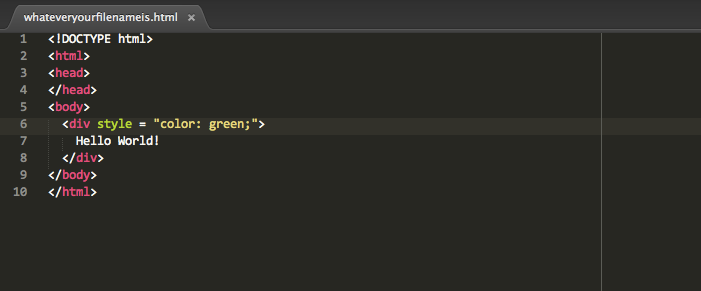 whateveryourfilenameis.html ×
1 <!DOCTYPE html>
2 <html>
3 <head>
4 </head>
5 <body>
6   <div style = "color: green;">
7     Hello World!
8   </div>
9 </body>
10 </html>